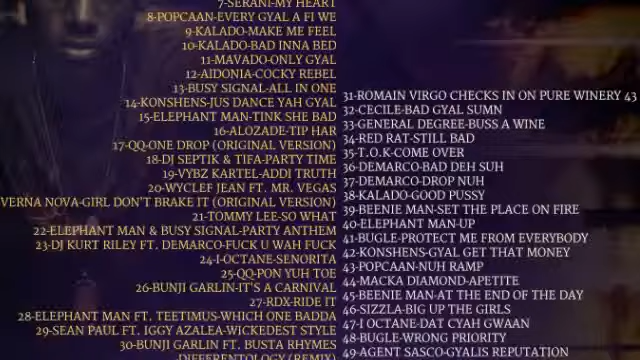 7-SERANI-MY HEART
8-POPCAAN-EVERY GYAL A FI WE
9-KALADO-MAKE ME FEEL
10-KALADO-BAD INNA BED
11-MAVADO-ONLY GYAL
12-AIDONIA-COCKY REBEL
13-BUSY SIGNAL-ALL IN ONE
14-KONSHENS-JUS DANCE YAH GYAL
15-ELEPHANT MAN-TINK SHE BAD
16-ALOZADE-TIP HAR
17-QQ-ONE DROP (ORIGINAL VERSION)
18-DJ SEPTIK & TIFA-PARTY TIME
19-VYBZ KARTEL-ADDI TRUTH
20-WYCLEF JEAN FT. MR. VEGAS
VERNA NOVA-GIRL DON'T BRAKE IT (ORIGINAL VERSION)
21-TOMMY LEE-SO WHAT
22-ELEPHANT MAN & BUSY SIGNAL-PARTY ANTHEM
23-DJ KURT RILEY FT. DEMARCO-FUCK U WAH FUCK
24-I-OCTANE-SENORITA
25-QQ-PON YUH TOE
26-BUNJI GARLIN-IT'S A CARNIVAL
27-RDX-RIDE IT
28-ELEPHANT MAN FT. TEETIMUS-WHICH ONE BADDA
29-SEAN PAUL FT. IGGY AZALEA-WICKEDEST STYLE
30-BUNJI GARLIN FT. BUSTA RHYMES
-DIFFERENTOLOGY (REMIX)
31-ROMAIN VIRGO CHECKS IN ON PURE WINERY 43
32-CECILE-BAD GYAL SUMN
33-GENERAL DEGREE-BUSS A WINE
34-RED RAT-STILL BAD
35-T.O.K-COME OVER
36-DEMARCO-BAD DEH SUH
37-DEMARCO-DROP NUH
38-KALADO-GOOD PUSSY
39-BEENIE MAN-SET THE PLACE ON FIRE
40-ELEPHANT MAN-UP
41-BUGLE-PROTECT ME FROM EVERYBODY
42-KONSHENS-GYAL GET THAT MONEY
43-POPCAAN-NUH RAMP
44-MACKA DIAMOND-APETITE
45-BEENIE MAN-AT THE END OF THE DAY
46-SIZZLA-BIG UP THE GIRLS
47-I OCTANE-DAT CYAH GWAAN
48-BUGLE-WRONG PRIORITY
49-AGENT SASCO-GYALIS REPUTATION